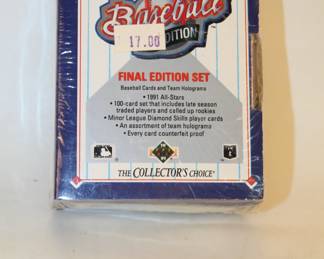 Baseball
EDITION
17.00
FINAL EDITION SET
Baseball Cards and Team Holograms
• 1991 All-Stars
• 100-card set that includes late season
traded players and called up rookies
• Minor League Diamond Skills player cards
• An assortment of team holograms
• Every card counterfeit proof
THE COLLECTOR'S CHOICE